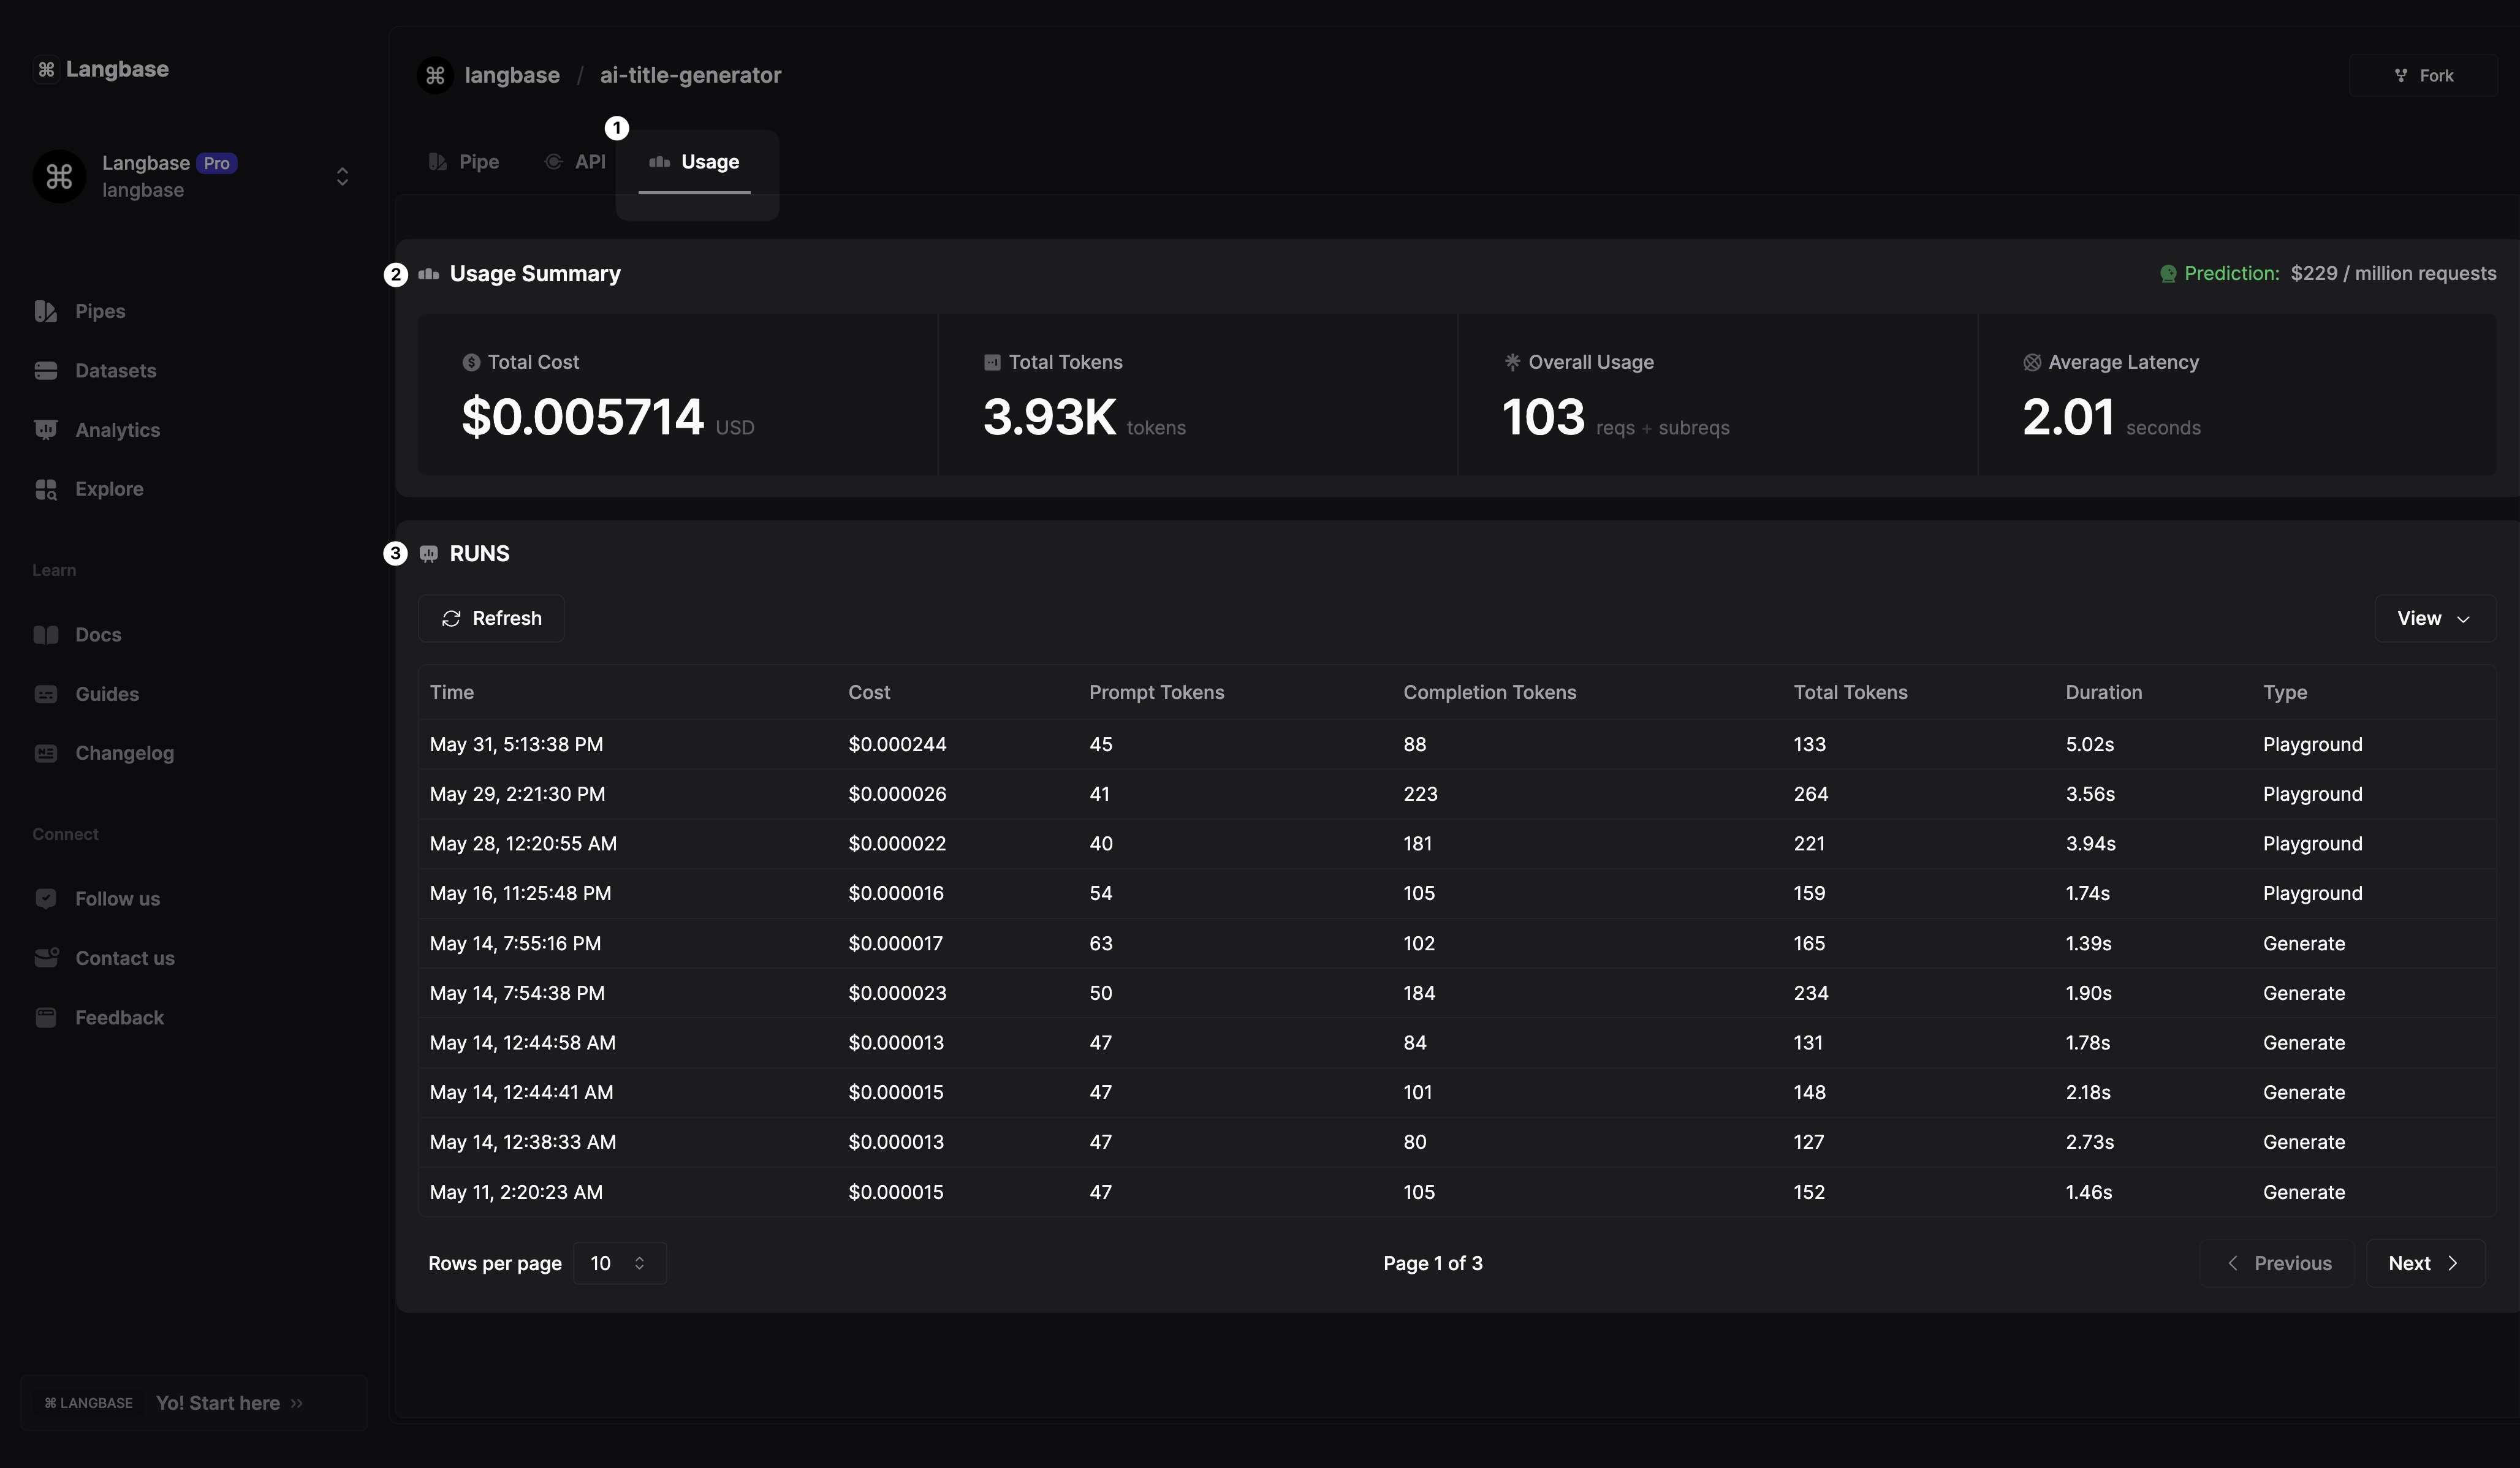 Langbase
Langbase Pro
langbase
Pipes
Datasets
Analytics
Explore
Learn
Docs
Guides
Changelog
Connect
Follow us
Contact us
Feedback
⌘ LANGBASE Yo! Start here »
langbase / ai-title-generator
Fork
1
Pipe API Usage
2 Usage Summary
Prediction: $229 / million requests
Total Cost
$0.005714 USD
Total Tokens
3.93K tokens
Overall Usage
103 reqs + subreqs
Average Latency
2.01 seconds
3 RUNS
Refresh
View
Time Cost Prompt Tokens Completion Tokens Total Tokens Duration Type
May 31, 5:13:38 PM $0.000244 45 88 133 5.02s Playground
May 29, 2:21:30 PM $0.000026 41 223 264 3.56s Playground
May 28, 12:20:55 AM $0.000022 40 181 221 3.94s Playground
May 16, 11:25:48 PM $0.000016 54 105 159 1.74s Playground
May 14, 7:55:16 PM $0.000017 63 102 165 1.39s Generate
May 14, 7:54:38 PM $0.000023 50 184 234 1.90s Generate
May 14, 12:44:58 AM $0.000013 47 84 131 1.78s Generate
May 14, 12:44:41 AM $0.000015 47 101 148 2.18s Generate
May 14, 12:38:33 AM $0.000013 47 80 127 2.73s Generate
May 11, 2:20:23 AM $0.000015 47 105 152 1.46s Generate
Rows per page 10
Page 1 of 3
Previous
Next